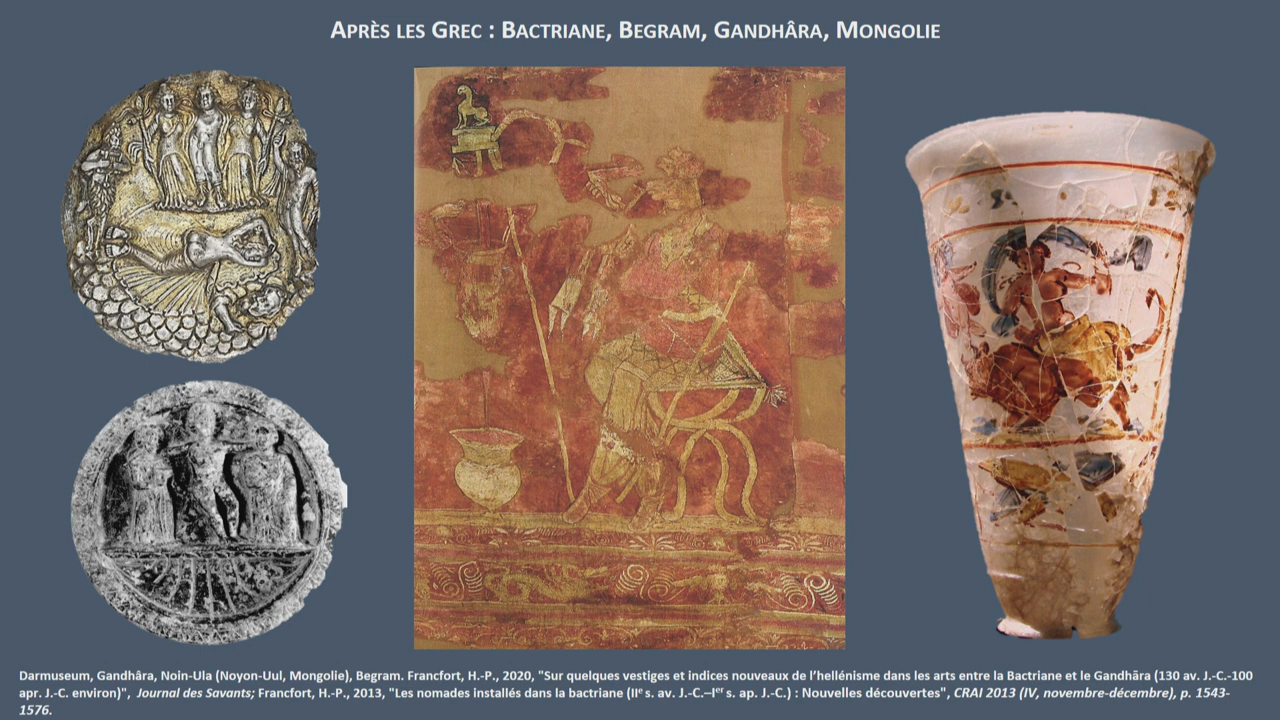 APRÈS LES GREC : BACTRIANE, BEGRAM, GANDHÂRA, MONGOLIE
Darmuseum, Gandhâra, Noin-Ula (Noyon-Uul, Mongolie), Begram. Francfort, H.-P., 2020, "Sur quelques vestiges et indices nouveaux de l’hellénisme dans les arts entre la Bactriane et le Gandhāra (130 av. J.-C.-100
apr. J.-C. environ)", Journal des Savants; Francfort, H.-P., 2013, "Les nomades installés dans la bactriane (IIe s. av. J.-C.–Ier s. ap. J.-C.) : Nouvelles découvertes", CRAI 2013 (IV, novembre-décembre), p. 1543-
1576.